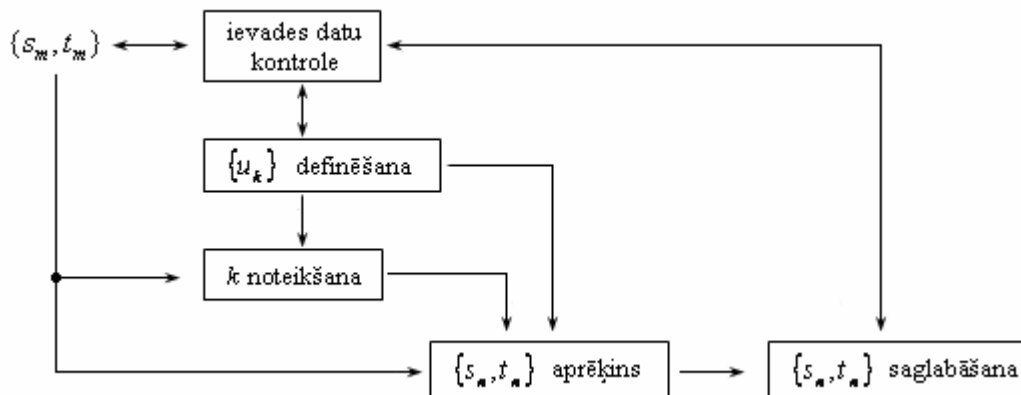 {s_m, t_m}
ievades datu
kontrole
{u_k} definēšana
k noteikšana
{s_n, t_n} aprēķins
{s_n, t_n} saglabāšana